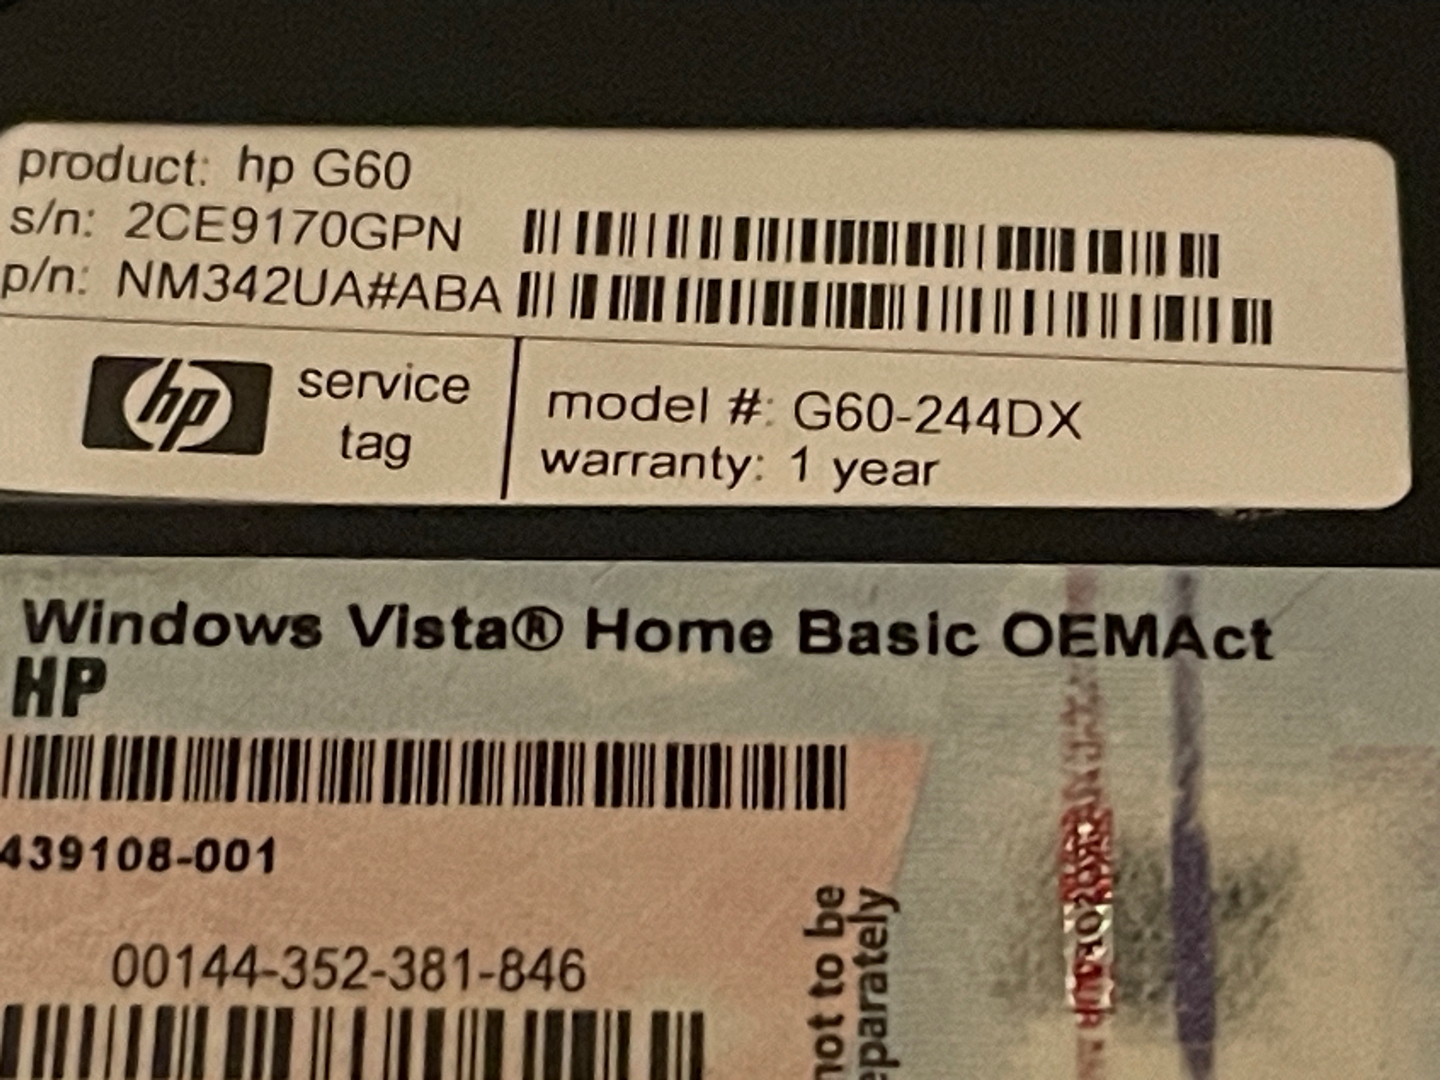 product: hp G60
s/n: 2CE9170GPN
p/n: NM342UA#ABA
hp
service
tag
model #: G60-244DX
warranty: 1 year
Windows Vista® Home Basic OEMAct
HP
439108-001
00144-352-381-846
not to be
eparately